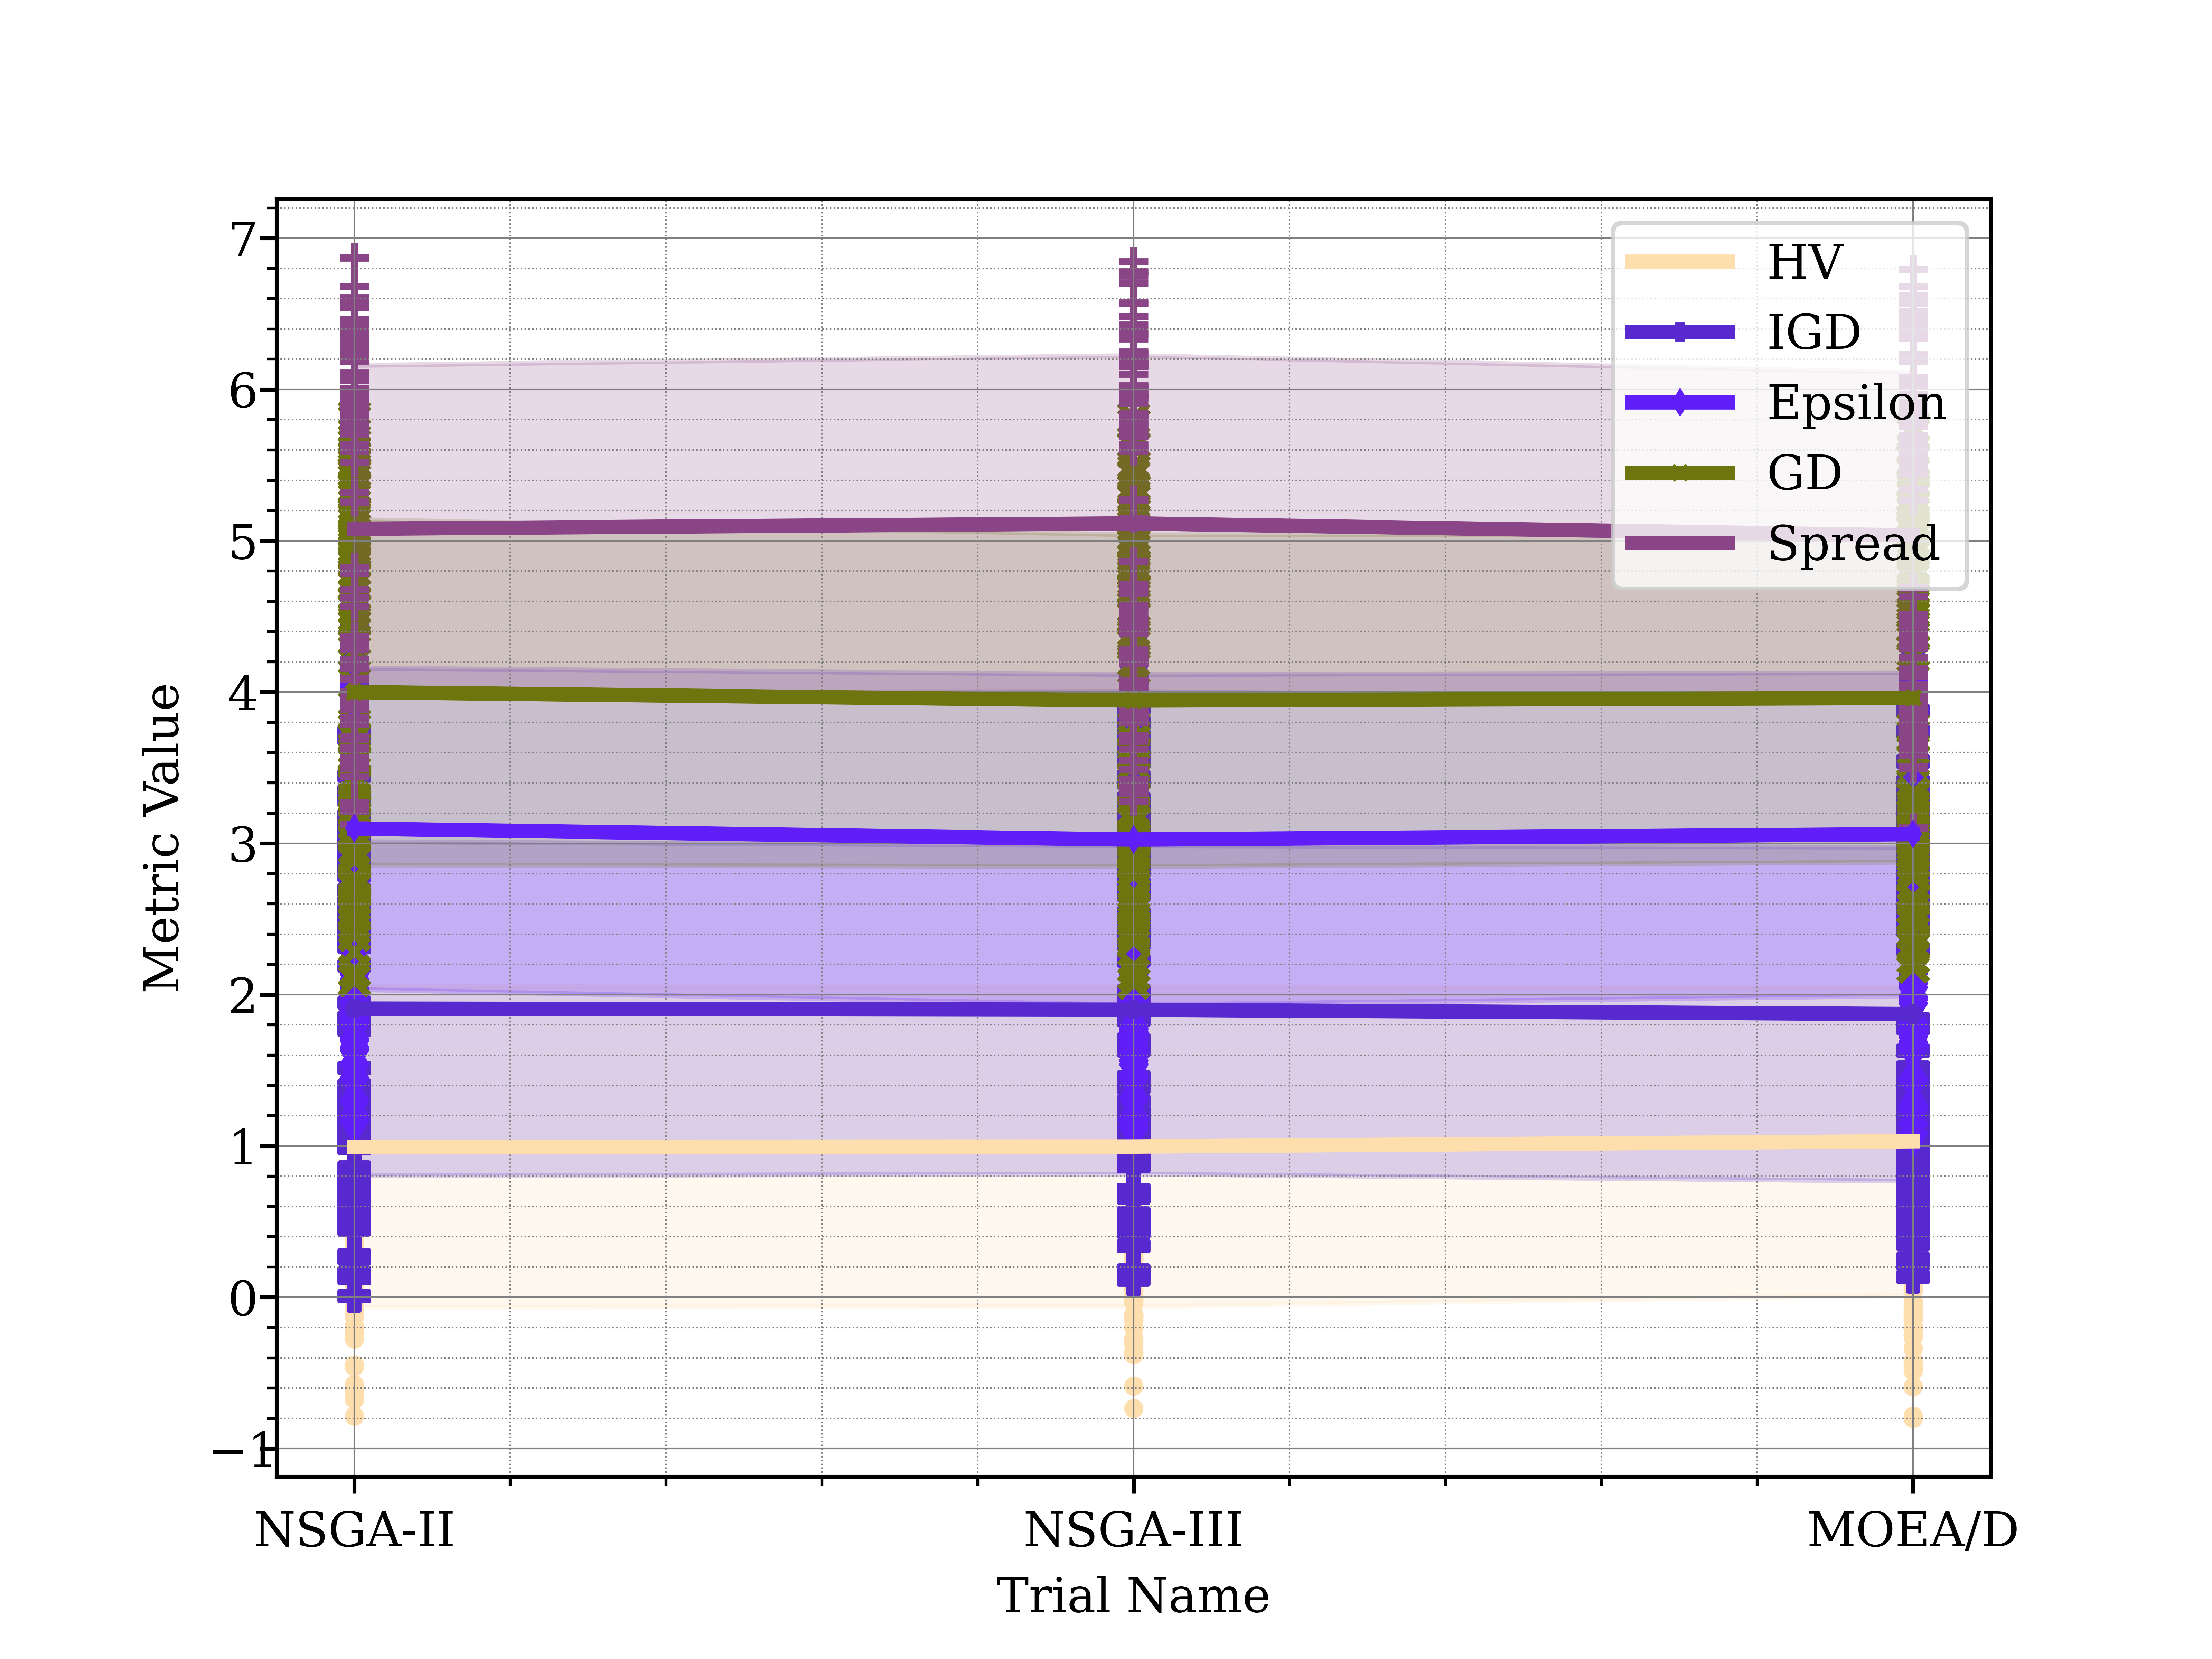 7
6
5
4
3
2
1
0
−1
Metric Value
HV
IGD
Epsilon
GD
Spread
NSGA-II NSGA-III MOEA/D
Trial Name